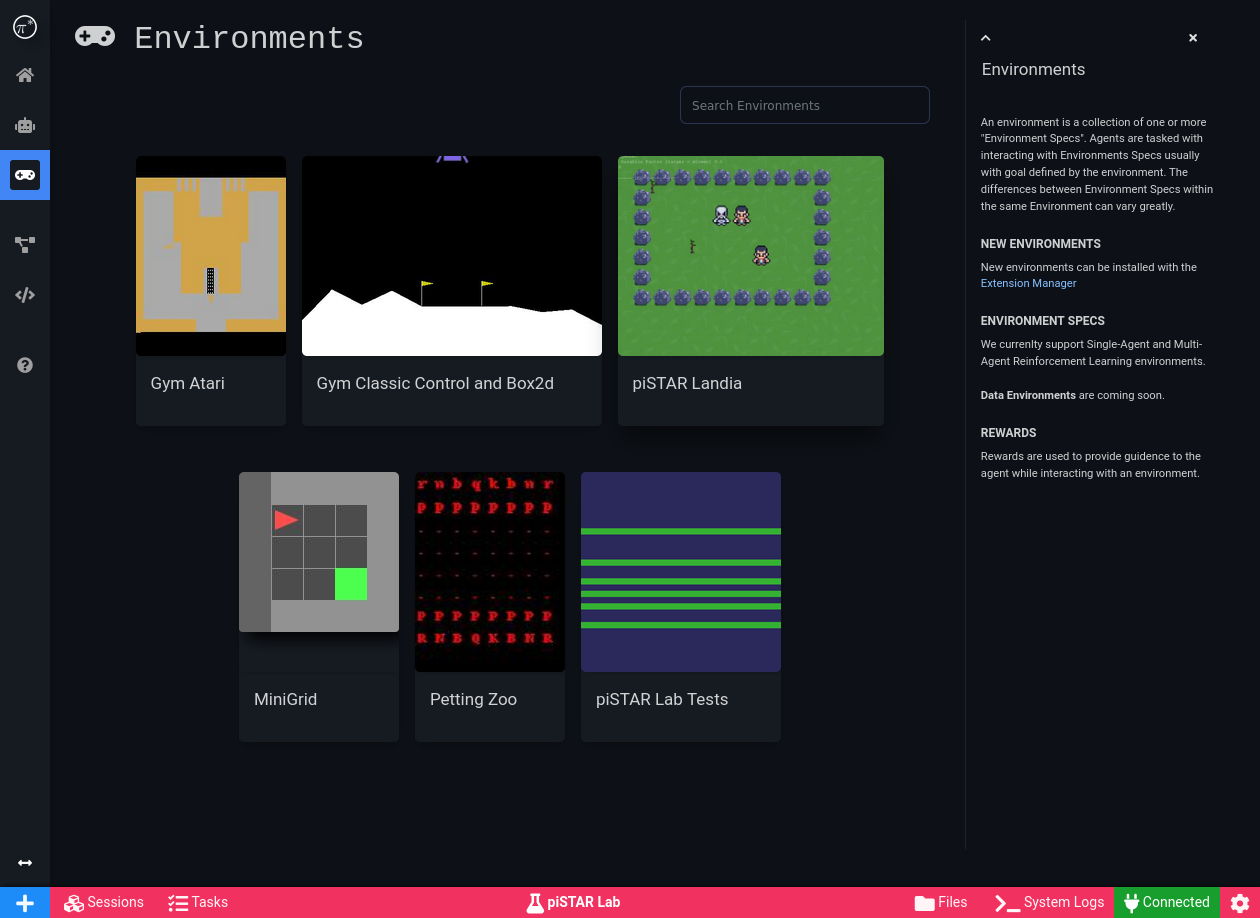 π*
Environments
Search Environments
Gym Atari
Gym Classic Control and Box2d
piSTAR Landia
r n b q k b n r
P P P P P P P P
- - - - - - - -
- - - - - - - -
- - - - - - - -
- - - - - - - -
P P P P P P P P
R N B Q K B N R
MiniGrid
Petting Zoo
piSTAR Lab Tests
Environments
An environment is a collection of one or more
"Environment Specs". Agents are tasked with
interacting with Environments Specs usually
with goal defined by the environment. The
differences between Environment Specs within
the same Environment can vary greatly.
NEW ENVIRONMENTS
New environments can be installed with the
Extension Manager
ENVIRONMENT SPECS
We currenlty support Single-Agent and Multi-
Agent Reinforcement Learning environments.
Data Environments are coming soon.
REWARDS
Rewards are used to provide guidence to the
agent while interacting with an environment.
Sessions
Tasks
piSTAR Lab
Files
System Logs
Connected